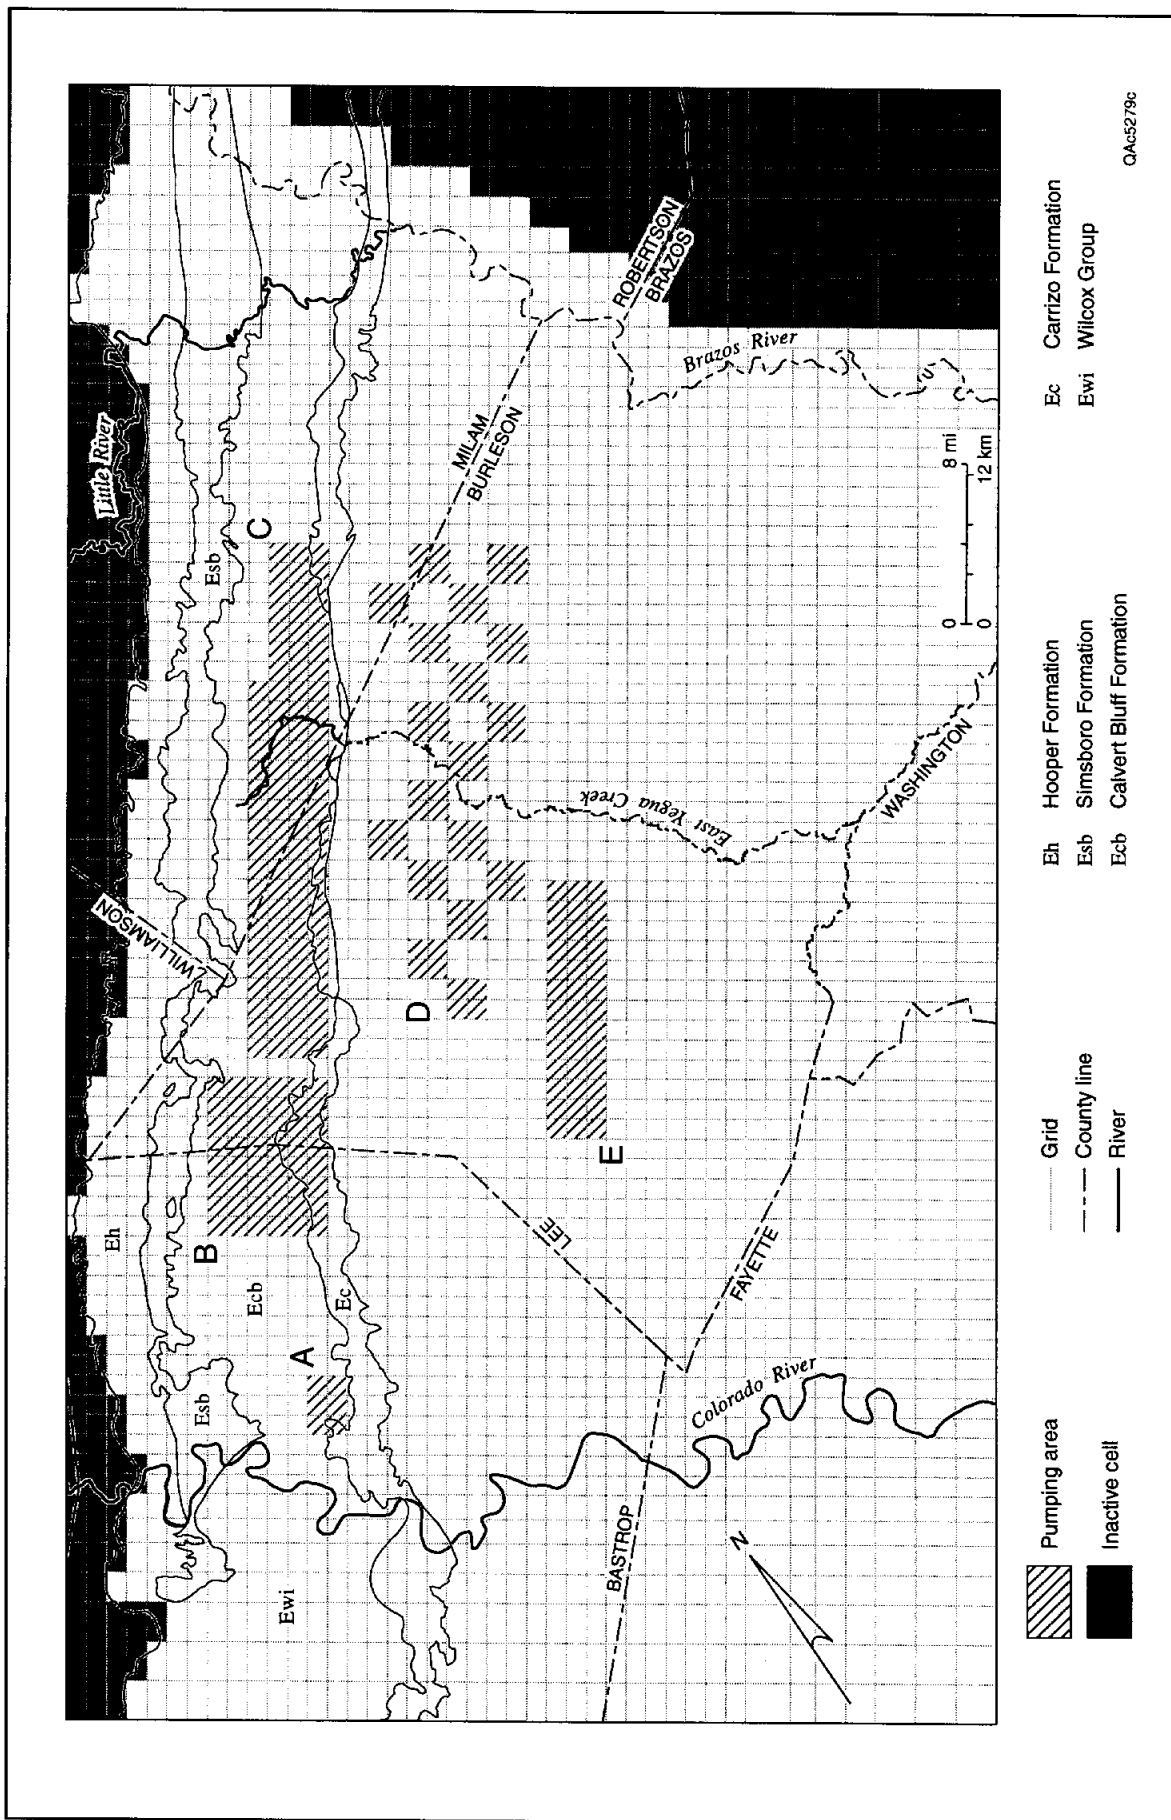 Little River
Esb
C
WILLIAMSON
Eh
B
Ecb
A
Ec
Esb
Ewi
MILAM
BURLESON
ROBERTSON
BRAZOS
Brazos River
D
East Yegua Creek
E
LEE
WASHINGTON
FAYETTE
Colorado River
BASTROP
N
0 8 mi
0 12 km
Pumping area
Inactive cell
Grid
County line
River
Eh Hooper Formation
Esb Simsboro Formation
Ecb Calvert Bluff Formation
Ec Carrizo Formation
Ewi Wilcox Group
QAc5279c